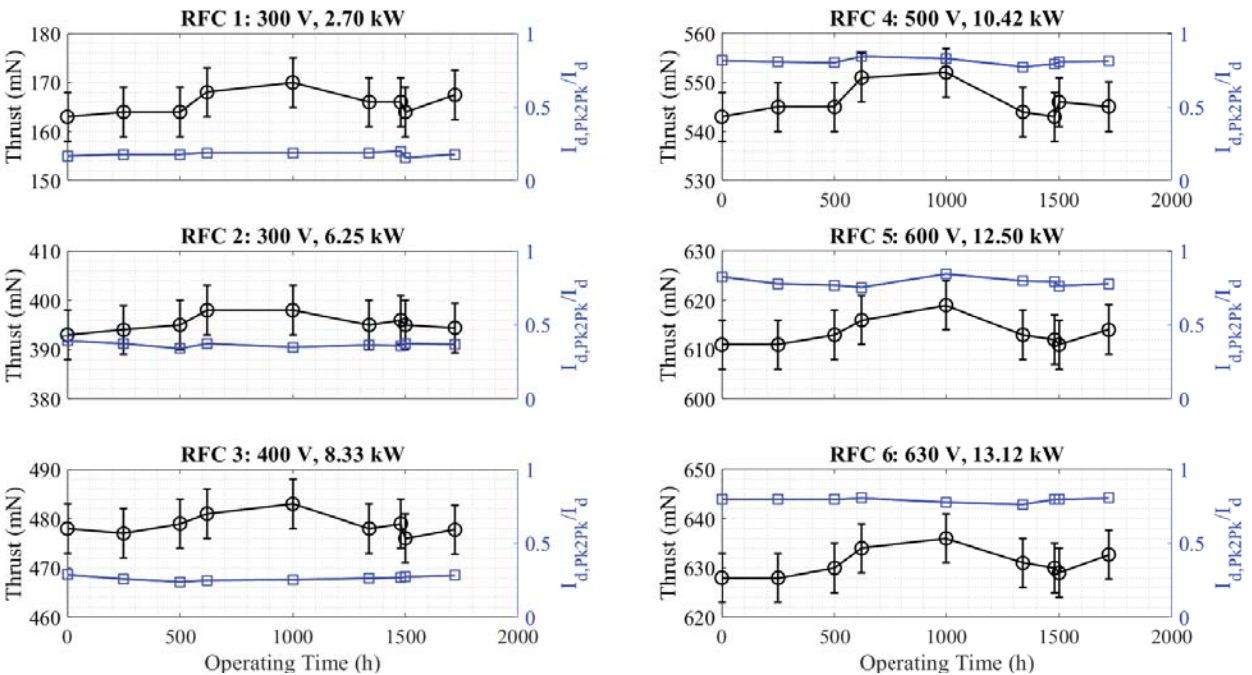 RFC 1: 300 V, 2.70 kW
180
170
160
150
Thrust (mN)
1
0.5
0
I_d,Pk2Pk/I_d
RFC 2: 300 V, 6.25 kW
410
400
390
380
Thrust (mN)
1
0.5
0
I_d,Pk2Pk/I_d
RFC 3: 400 V, 8.33 kW
490
480
470
460
Thrust (mN)
1
0.5
0
I_d,Pk2Pk/I_d
0 500 1000 1500 2000
Operating Time (h)
RFC 4: 500 V, 10.42 kW
560
550
540
530
Thrust (mN)
1
0.5
0
I_d,Pk2Pk/I_d
0 500 1000 1500 2000
RFC 5: 600 V, 12.50 kW
630
620
610
600
Thrust (mN)
1
0.5
0
I_d,Pk2Pk/I_d
RFC 6: 630 V, 13.12 kW
650
640
630
620
Thrust (mN)
1
0.5
0
I_d,Pk2Pk/I_d
0 500 1000 1500 2000
Operating Time (h)